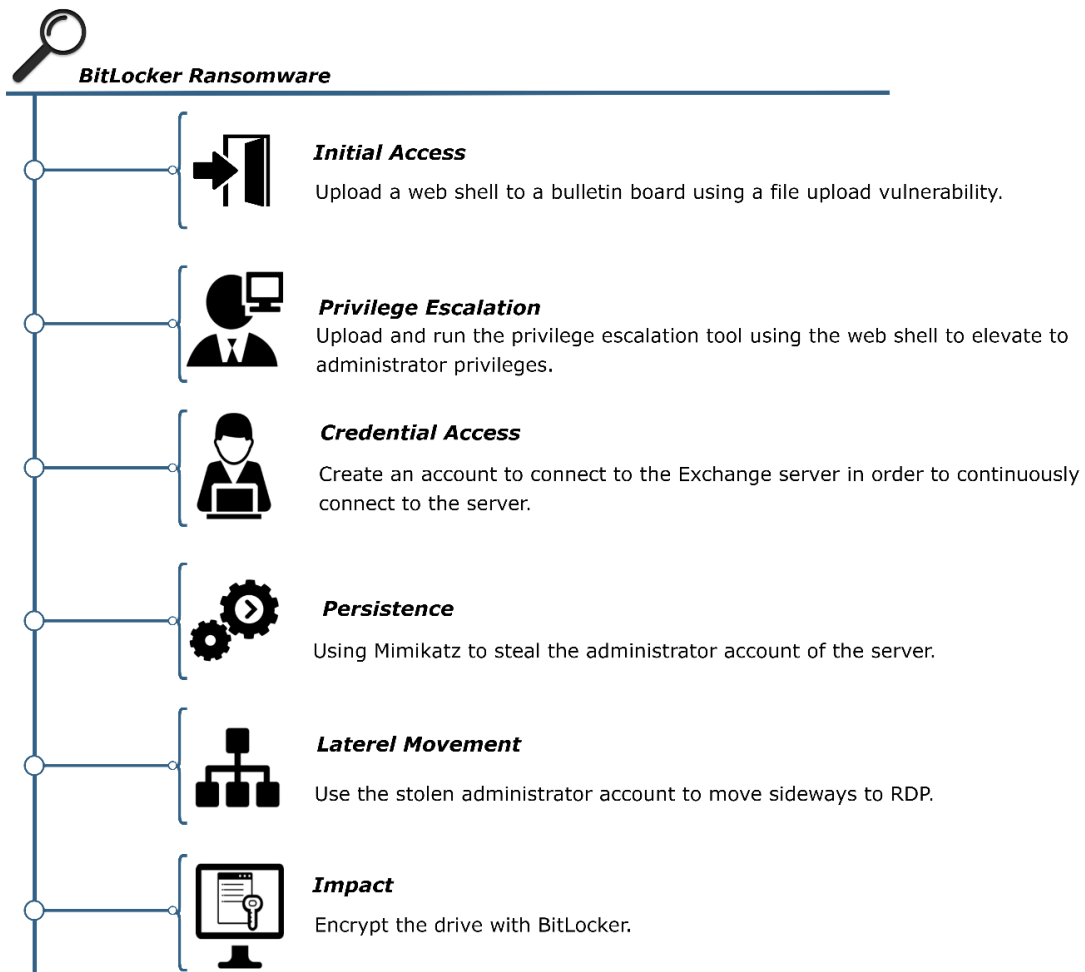 BitLocker Ransomware
Initial Access
Upload a web shell to a bulletin board using a file upload vulnerability.
Privilege Escalation
Upload and run the privilege escalation tool using the web shell to elevate to
administrator privileges.
Credential Access
Create an account to connect to the Exchange server in order to continuously
connect to the server.
Persistence
Using Mimikatz to steal the administrator account of the server.
Laterel Movement
Use the stolen administrator account to move sideways to RDP.
Impact
Encrypt the drive with BitLocker.